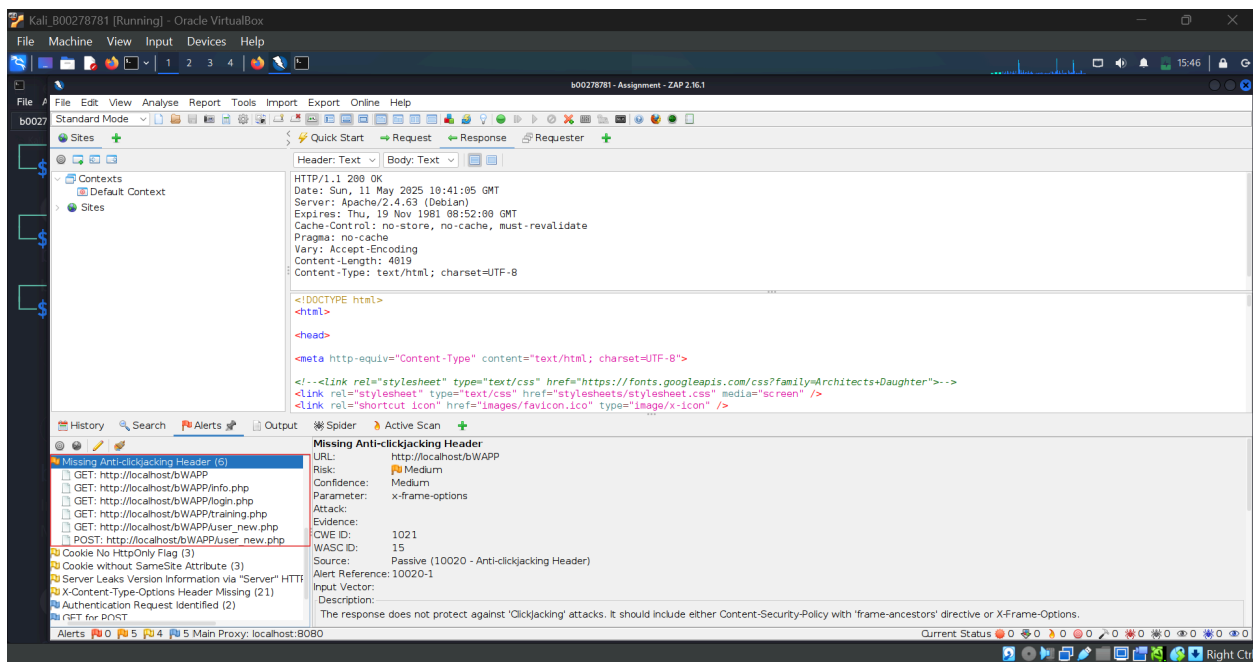 Kali_B00278781 [Running] - Oracle VirtualBox
File Machine View Input Devices Help
1 2 3 4
15:46
b00278781 - Assignment - ZAP 2.16.1
File A
b0027
File Edit View Analyse Report Tools Import Export Online Help
Standard Mode
Sites
Quick Start Request Response Requester
Header: Text Body: Text
Contexts
Default Context
Sites
HTTP/1.1 200 OK
Date: Sun, 11 May 2025 10:41:05 GMT
Server: Apache/2.4.63 (Debian)
Expires: Thu, 19 Nov 1981 08:52:00 GMT
Cache-Control: no-store, no-cache, must-revalidate
Pragma: no-cache
Vary: Accept-Encoding
Content-Length: 4019
Content-Type: text/html; charset=UTF-8
<!DOCTYPE html>
<html>
<head>
<meta http-equiv="Content-Type" content="text/html; charset=UTF-8">
<!--<link rel="stylesheet" type="text/css" href="https://fonts.googleapis.com/css?family=Architects+Daughter">-->
<link rel="stylesheet" type="text/css" href="stylesheets/stylesheet.css" media="screen" />
<link rel="shortcut icon" href="images/favicon.ico" type="image/x-icon" />
$
$
$
History Search Alerts Output Spider Active Scan
Missing Anti-clickjacking Header (6)
GET: http://localhost/bWAPP
GET: http://localhost/bWAPP/info.php
GET: http://localhost/bWAPP/login.php
GET: http://localhost/bWAPP/training.php
GET: http://localhost/bWAPP/user_new.php
POST: http://localhost/bWAPP/user_new.php
Cookie No HttpOnly Flag (3)
Cookie without SameSite Attribute (3)
Server Leaks Version Information via "Server" HTTP
X-Content-Type-Options Header Missing (21)
Authentication Request Identified (2)
GET for POST
Missing Anti-clickjacking Header
URL: http://localhost/bWAPP
Risk: Medium
Confidence: Medium
Parameter: x-frame-options
Attack:
Evidence:
CWE ID: 1021
WASC ID: 15
Source: Passive (10020 - Anti-clickjacking Header)
Alert Reference: 10020-1
Input Vector:
Description:
The response does not protect against 'ClickJacking' attacks. It should include either Content-Security-Policy with 'frame-ancestors' directive or X-Frame-Options.
Alerts 0 5 4 5 Main Proxy: localhost:8080
Current Status 0 0 0 0 0 0 0 0 0 0
Right Ctr